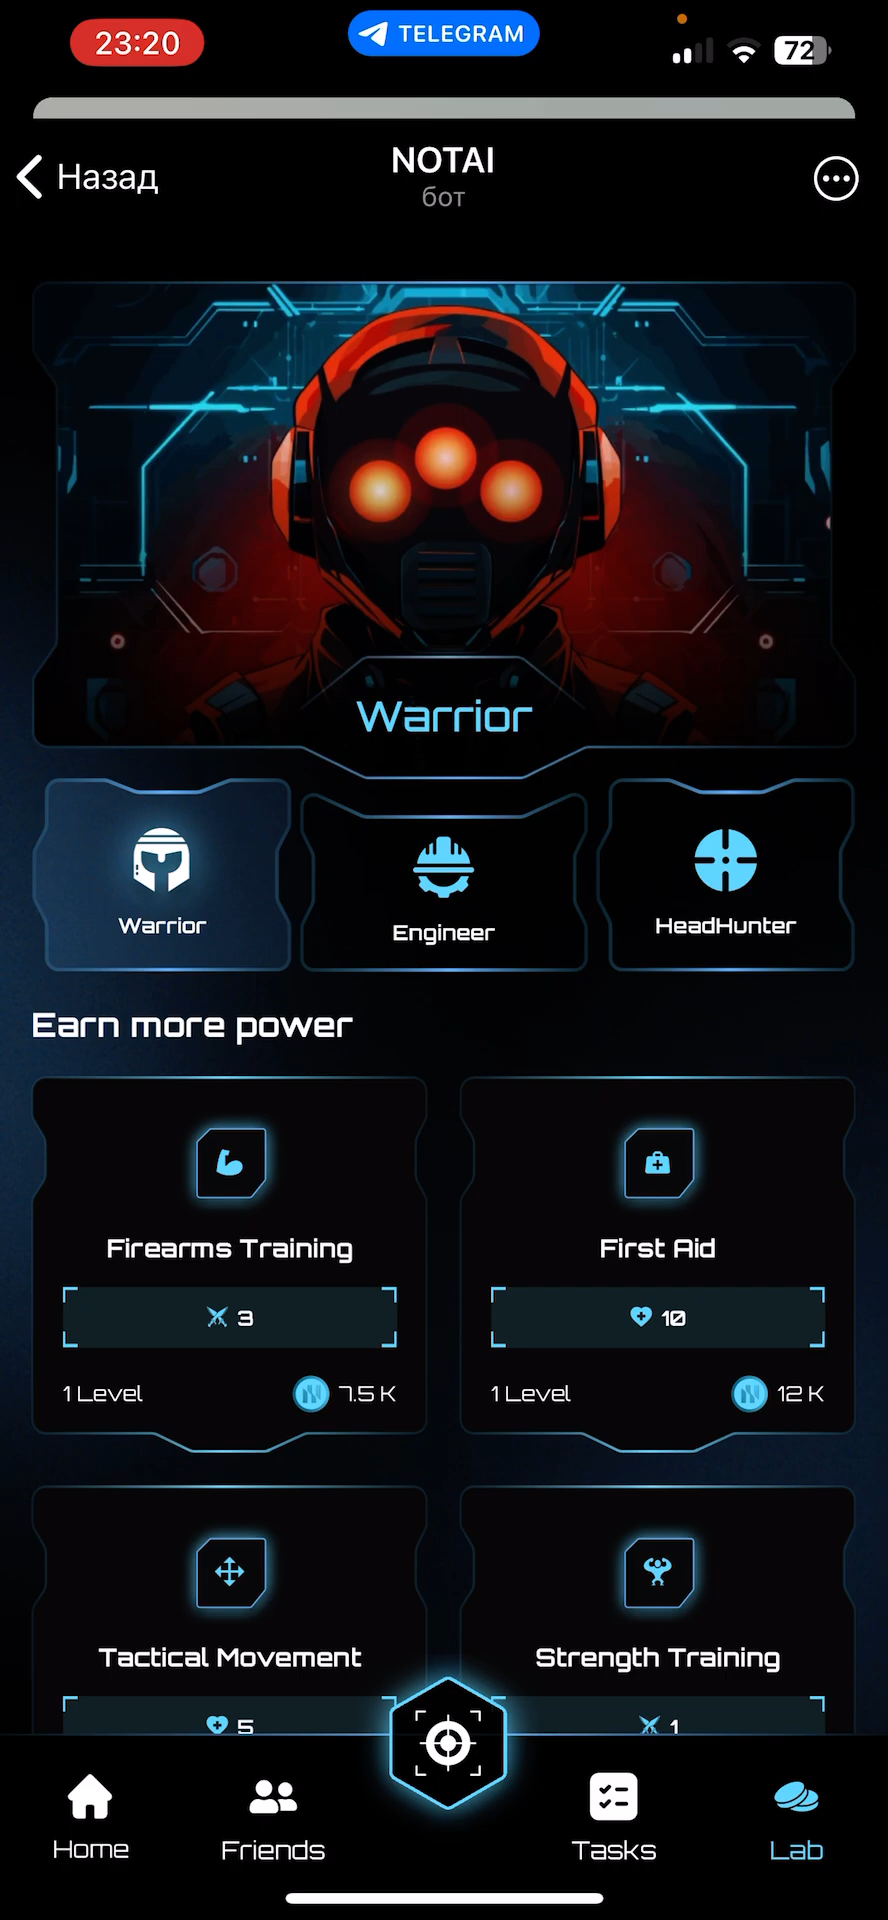 23:20
TELEGRAM
72
Назад
NOTAI
бот
Warrior
Warrior
Engineer
HeadHunter
Earn more power
Firearms Training
3
1 Level
7.5 K
First Aid
10
1 Level
12 K
Tactical Movement
5
Strength Training
1
Home
Friends
Tasks
Lab